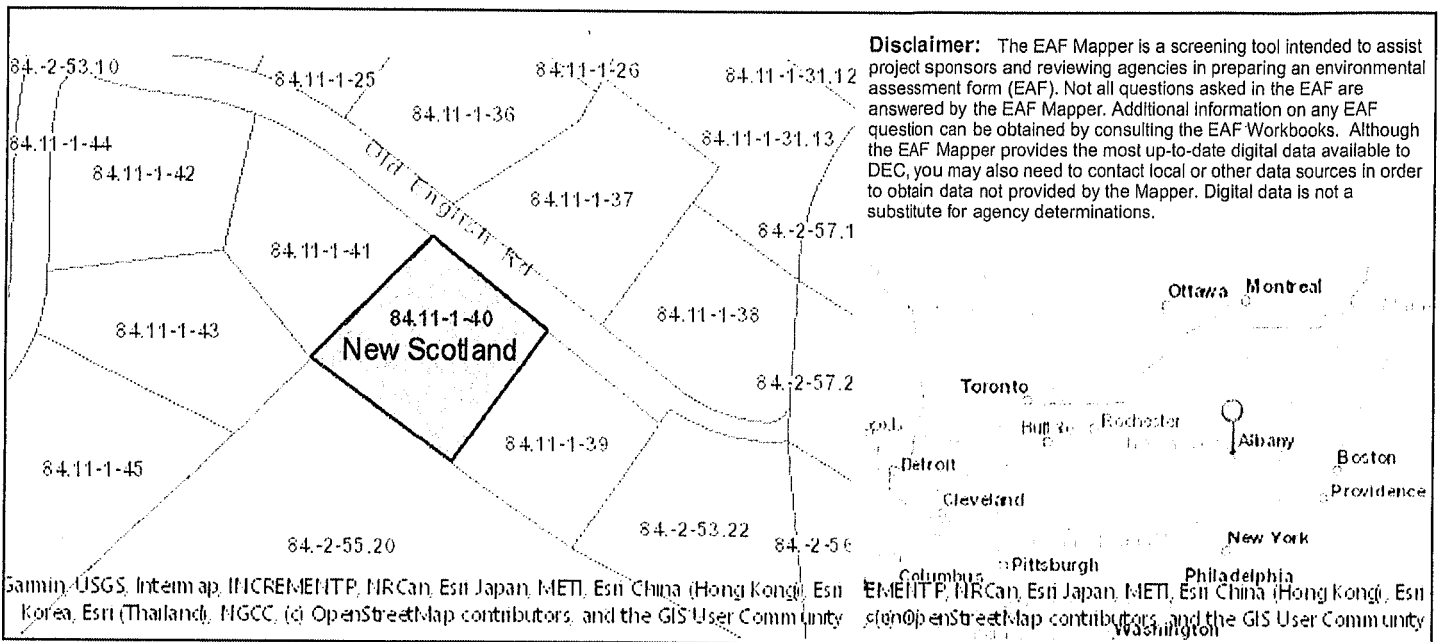 84.-2-53.10
84.11-1-25
84.11-1-26
84.11-1-31.12
84.11-1-36
84.11-1-44
84.11-1-31.13
84.11-1-42
84.11-1-37
84.-2-57.1
84.11-1-41
84.11-1-40
New Scotland
84.11-1-38
84.11-1-43
84.-2-57.2
84.11-1-39
84.11-1-45
84.-2-53.22
84.-2-55.20
84.-2-56
Rd
Garmin, USGS, Intermap, INCREMENT P, NRCan, Esri Japan, METI, Esri China (Hong Kong), Esri
Korea, Esri (Thailand), NGCC, (c) OpenStreetMap contributors, and the GIS User Community
Disclaimer: The EAF Mapper is a screening tool intended to assist
project sponsors and reviewing agencies in preparing an environmental
assessment form (EAF). Not all questions asked in the EAF are
answered by the EAF Mapper. Additional information on any EAF
question can be obtained by consulting the EAF Workbooks. Although
the EAF Mapper provides the most up-to-date digital data available to
DEC, you may also need to contact local or other data sources in order
to obtain data not provided by the Mapper. Digital data is not a
substitute for agency determinations.
Ottawa Montreal
Toronto
Rochester
Albany
Detroit
Boston
Cleveland
Providence
New York
Pittsburgh
Columbus
Philadelphia
EMENT P, NRCan, Esri Japan, METI, Esri China (Hong Kong), Esri
OpenStreetMap contributors, and the GIS User Community
Washington